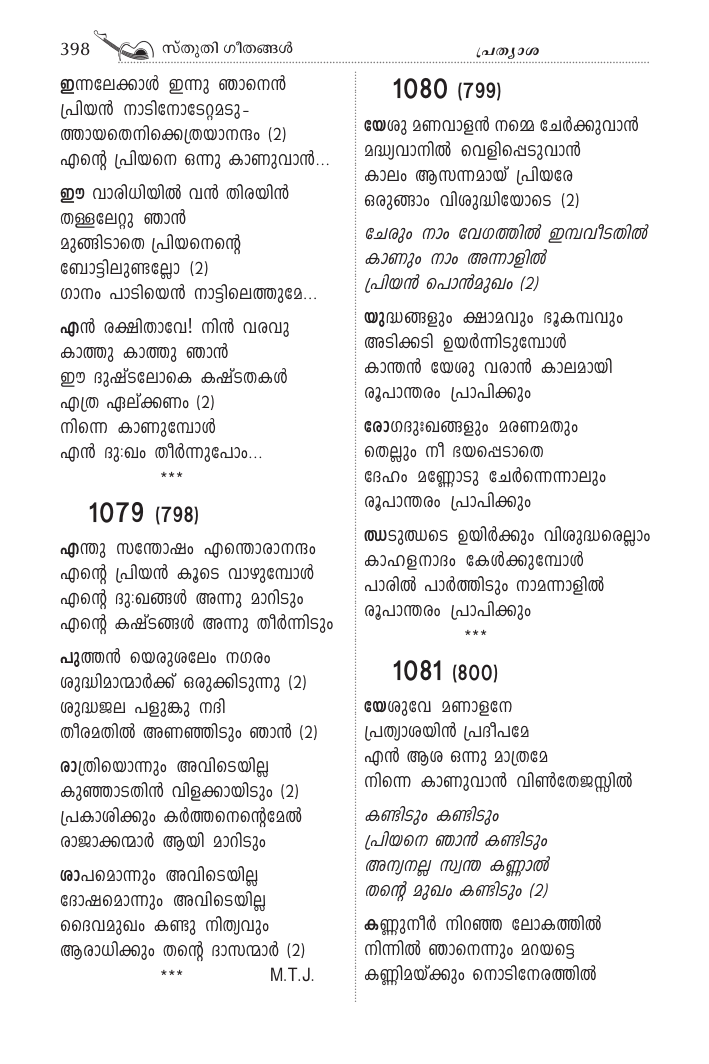 398 സ്തുതി ഗീതങ്ങൾ
പ്രത്യാശ
ഇന്നലേക്കാൾ ഇന്നു ഞാനെൻ
പ്രിയൻ നാടിനോടേറ്റമടു-
ത്തായതെനിക്കെത്രയാനന്ദം (2)
എന്റെ പ്രിയനെ ഒന്നു കാണുവാൻ...
ഈ വാരിധിയിൽ വൻ തിരയിൻ
തള്ളലേറ്റു ഞാൻ
മുങ്ങിടാതെ പ്രിയനെന്റെ
ബോട്ടിലുണ്ടല്ലോ (2)
ഗാനം പാടിയെൻ നാട്ടിലെത്തുമേ...
എൻ രക്ഷിതാവേ! നിൻ വരവു
കാത്തു കാത്തു ഞാൻ
ഈ ദുഷ്ടലോകെ കഷ്ടതകൾ
എത്ര ഏല്ക്കണം (2)
നിന്നെ കാണുമ്പോൾ
എൻ ദു:ഖം തീർന്നുപോം...
***
1079 (798)
എന്തു സന്തോഷം എന്തൊരാനന്ദം
എന്റെ പ്രിയൻ കൂടെ വാഴുമ്പോൾ
എന്റെ ദു:ഖങ്ങൾ അന്നു മാറിടും
എന്റെ കഷ്ടങ്ങൾ അന്നു തീർന്നിടും
പുത്തൻ യെരുശലേം നഗരം
ശുദ്ധിമാന്മാർക്ക് ഒരുക്കിടുന്നു (2)
ശുദ്ധജല പളുങ്കു നദി
തീരമതിൽ അണഞ്ഞിടും ഞാൻ (2)
രാത്രിയൊന്നും അവിടെയില്ല
കുഞ്ഞാടതിൻ വിളക്കായിടും (2)
പ്രകാശിക്കും കർത്തനെന്റെമേൽ
രാജാക്കന്മാർ ആയി മാറിടും
ശാപമൊന്നും അവിടെയില്ല
ദോഷമൊന്നും അവിടെയില്ല
ദൈവമുഖം കണ്ടു നിത്യവും
ആരാധിക്കും തന്റെ ദാസന്മാർ (2)
*** M.T.J.
1080 (799)
യേശു മണവാളൻ നമ്മെ ചേർക്കുവാൻ
മദ്ധ്യവാനിൽ വെളിപ്പെടുവാൻ
കാലം ആസന്നമായ് പ്രിയരേ
ഒരുങ്ങാം വിശുദ്ധിയോടെ (2)
ചേരും നാം വേഗത്തിൽ ഇമ്പവീടതിൽ
കാണും നാം അന്നാളിൽ
പ്രിയൻ പൊൻമുഖം (2)
യുദ്ധങ്ങളും ക്ഷാമവും ഭൂകമ്പവും
അടിക്കടി ഉയർന്നിടുമ്പോൾ
കാന്തൻ യേശു വരാൻ കാലമായി
രൂപാന്തരം പ്രാപിക്കും
രോഗദുഃഖങ്ങളും മരണമതും
തെല്ലും നീ ഭയപ്പെടാതെ
ദേഹം മണ്ണോടു ചേർന്നെന്നാലും
രൂപാന്തരം പ്രാപിക്കും
ഝടുഝടെ ഉയിർക്കും വിശുദ്ധരെല്ലാം
കാഹളനാദം കേൾക്കുമ്പോൾ
പാരിൽ പാർത്തിടും നാമന്നാളിൽ
രൂപാന്തരം പ്രാപിക്കും
***
1081 (800)
യേശുവേ മണാളനേ
പ്രത്യാശയിൻ പ്രദീപമേ
എൻ ആശ ഒന്നു മാത്രമേ
നിന്നെ കാണുവാൻ വിൺതേജസ്സിൽ
കണ്ടിടും കണ്ടിടും
പ്രിയനെ ഞാൻ കണ്ടിടും
അന്യനല്ല സ്വന്ത കണ്ണാൽ
തന്റെ മുഖം കണ്ടിടും (2)
കണ്ണുനീർ നിറഞ്ഞ ലോകത്തിൽ
നിന്നിൽ ഞാനെന്നും മറയട്ടെ
കണ്ണിമയ്ക്കും നൊടിനേരത്തിൽ